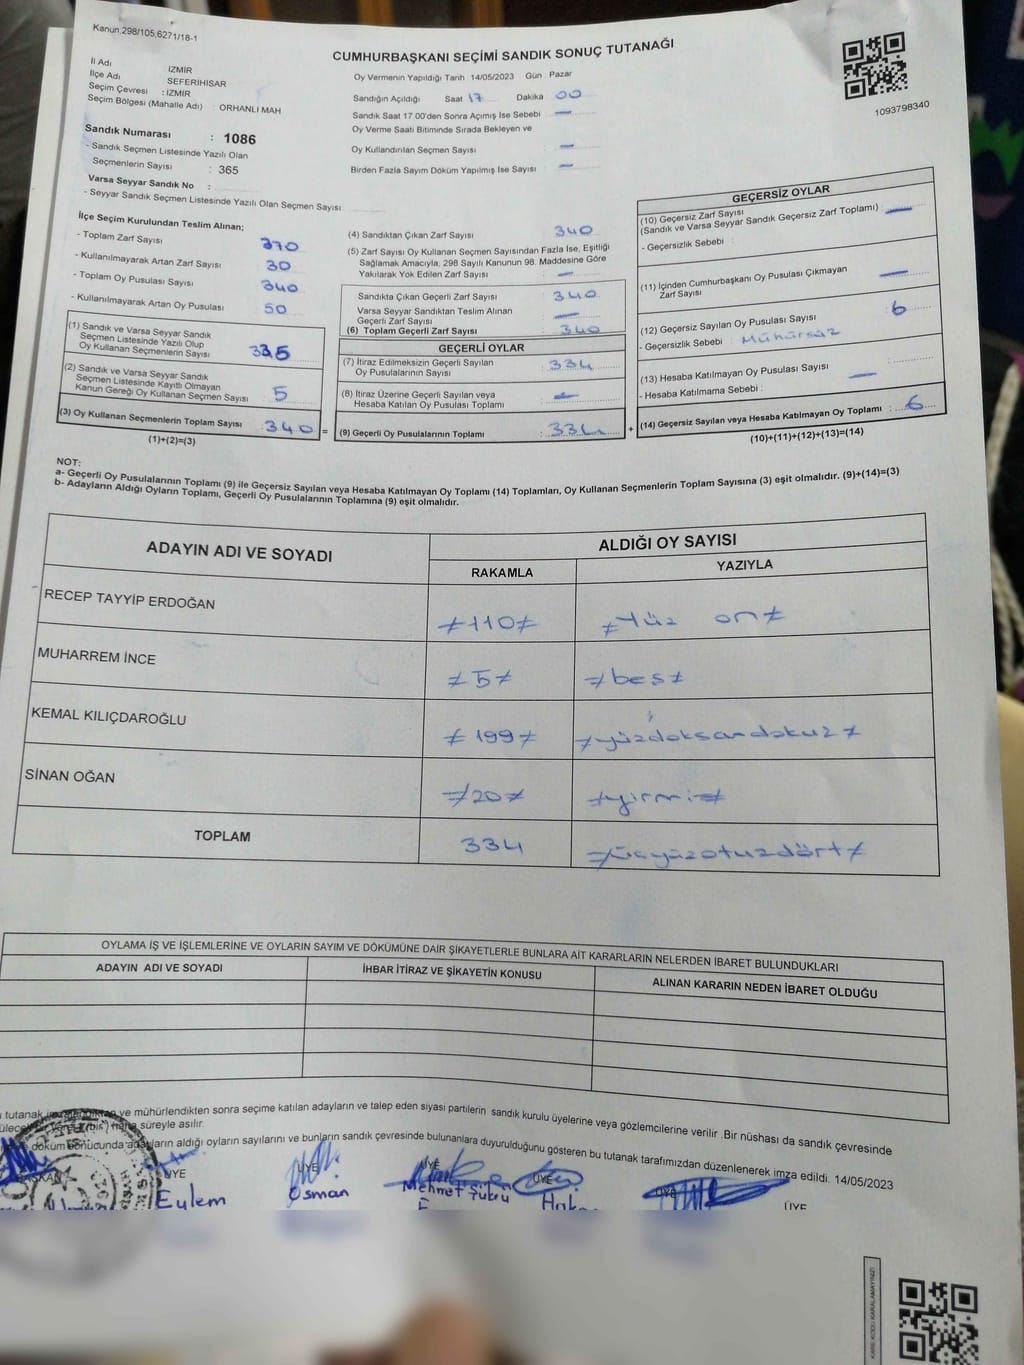 Kanun:298/105,6271/18-1
CUMHURBAŞKANI SEÇİMİ SANDIK SONUÇ TUTANAĞI
İl Adı İZMİR
İlçe Adı SEFERİHİSAR
Seçim Çevresi : İZMİR
Seçim Bölgesi (Mahalle Adı) : ORHANLI MAH
Sandık Numarası : 1086
- Sandık Seçmen Listesinde Yazılı Olan
Seçmenlerin Sayısı : 365
Varsa Seyyar Sandık No :
- Seyyar Sandık Seçmen Listesinde Yazılı Olan Seçmen Sayısı
Oy Vermenin Yapıldığı Tarih 14/05/2023 Gün : Pazar
Sandığın Açıldığı Saat 17 Dakika 00
Sandık Saat 17 00'den Sonra Açımış İse Sebebi —
Oy Verme Saati Bitiminde Sırada Bekleyen ve
Oy Kullandırılan Seçmen Sayısı —
Birden Fazla Sayım Döküm Yapılmış İse Sayısı —
1093798340
İlçe Seçim Kurulundan Teslim Alınan;
- Toplam Zarf Sayısı 370
- Kullanılmayarak Artan Zarf Sayısı 30
- Toplam Oy Pusulası Sayısı 340
- Kullanılmayarak Artan Oy Pusulası 50
(1) Sandık ve Varsa Seyyar Sandık
Seçmen Listesinde Yazılı Olup
Oy Kullanan Seçmenlerin Sayısı 335
(2) Sandık ve Varsa Seyyar Sandık
Seçmen Listesinde Kayıtlı Olmayan
Kanun Gereği Oy Kullanan Seçmen Sayısı 5
(3) Oy Kullanan Seçmenlerin Toplam Sayısı : 340 =
(1)+(2)=(3)
(4) Sandıktan Çıkan Zarf Sayısı 340
(5) Zarf Sayısı Oy Kullanan Seçmen Sayısından Fazla İse, Eşitliği
Sağlamak Amacıyla, 298 Sayılı Kanunun 98. Maddesine Göre
Yakılarak Yok Edilen Zarf Sayısı —
Sandıkta Çıkan Geçerli Zarf Sayısı 340
Varsa Seyyar Sandıktan Teslim Alınan
Geçerli Zarf Sayısı —
(6) Toplam Geçerli Zarf Sayısı : 340
GEÇERLİ OYLAR
(7) İtiraz Edilmeksizin Geçerli Sayılan
Oy Pusulalarının Sayısı : 334
(8) İtiraz Üzerine Geçerli Sayılan veya
Hesaba Katılan Oy Pusulası Toplamı —
(9) Geçerli Oy Pusulalarının Toplamı : 334 +
GEÇERSİZ OYLAR
(10) Geçersiz Zarf Sayısı
(Sandık ve Varsa Seyyar Sandık Geçersiz Zarf Toplamı) —
- Geçersizlik Sebebi :
(11) İçinden Cumhurbaşkanı Oy Pusulası Çıkmayan
Zarf Sayısı —
(12) Geçersiz Sayılan Oy Pusulası Sayısı 6
- Geçersizlik Sebebi : Mühürsüz
(13) Hesaba Katılmayan Oy Pusulası Sayısı : —
- Hesaba Katılmama Sebebi :
(14) Geçersiz Sayılan veya Hesaba Katılmayan Oy Toplamı : 6
(10)+(11)+(12)+(13)=(14)
NOT:
a- Geçerli Oy Pusulalarının Toplamı (9) ile Geçersiz Sayılan veya Hesaba Katılmayan Oy Toplamı (14) Toplamları, Oy Kullanan Seçmenlerin Toplam Sayısına (3) eşit olmalıdır. (9)+(14)=(3)
b- Adayların Aldığı Oyların Toplamı, Geçerli Oy Pusulalarının Toplamına (9) eşit olmalıdır.
ADAYIN ADI VE SOYADI ALDIĞI OY SAYISI
RAKAMLA YAZIYLA
RECEP TAYYİP ERDOĞAN ≠110≠ ≠Yüz on≠
MUHARREM İNCE ≠5≠ ≠beş≠
KEMAL KILIÇDAROĞLU ≠199≠ ≠yüzdoksandokuz≠
SİNAN OĞAN ≠20≠ ≠yirmi≠
TOPLAM 334 ≠üçyüzotuzdört≠
OYLAMA İŞ VE İŞLEMLERİNE VE OYLARIN SAYIM VE DÖKÜMÜNE DAİR ŞİKAYETLERLE BUNLARA AİT KARARLARIN NELERDEN İBARET BULUNDUKLARI
ADAYIN ADI VE SOYADI İHBAR İTİRAZ VE ŞİKAYETİN KONUSU ALINAN KARARIN NEDEN İBARET OLDUĞU
tutanak ve mühürlendikten sonra seçime katılan adayların ve talep eden siyasi partilerin sandık kurulu üyelerine veya gözlemcilerine verilir .Bir nüshası da sandık çevresinde
süreyle asılır.
döküm sonucunda adayların aldığı oyların sayılarını ve bunların sandık çevresinde bulunanlara duyurulduğunu gösteren bu tutanak tarafımızdan düzenlenerek imza edildi. 14/05/2023
BAŞKAN ÜYE ÜYE ÜYE ÜYE ÜYE ÜYE
Eylem Osman Mehmet Şükrü